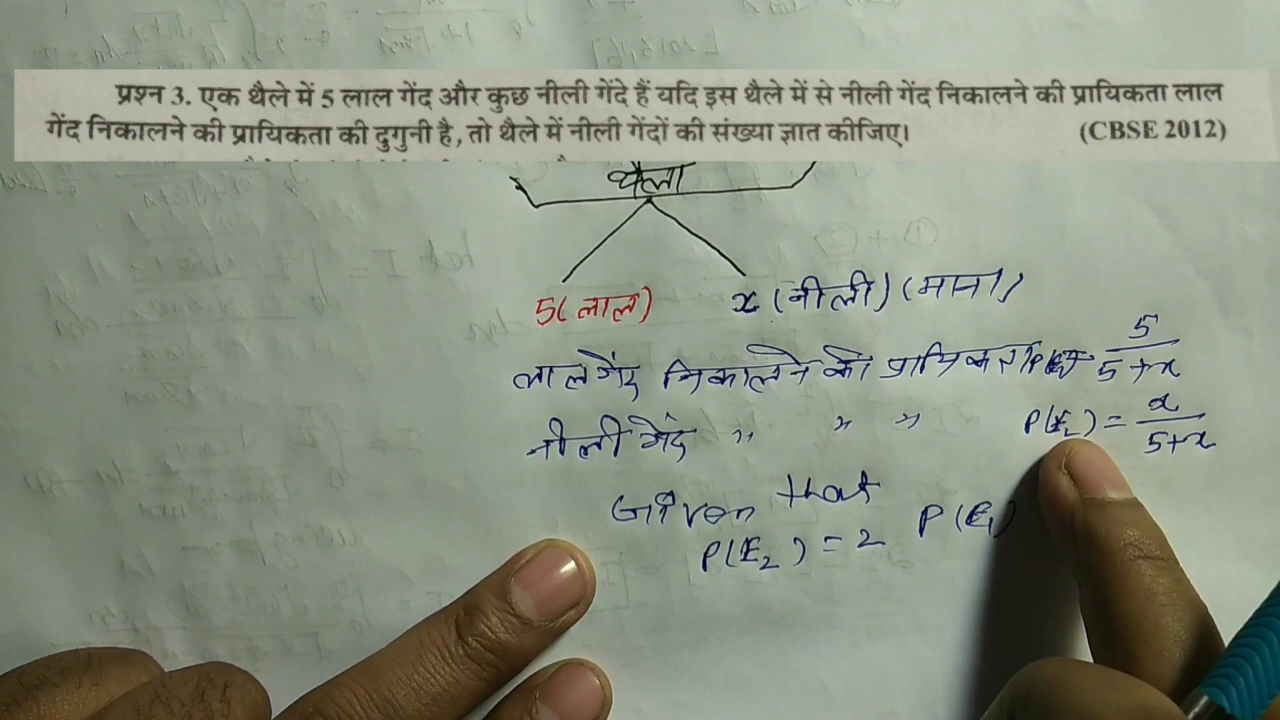 प्रश्न 3. एक थैले में 5 लाल गेंद और कुछ नीली गेंदे हैं यदि इस थैले में से नीली गेंद निकालने की प्रायिकता लाल
गेंद निकालने की प्रायिकता की दुगुनी है, तो थैले में नीली गेंदों की संख्या ज्ञात कीजिए। (CBSE 2012)
थैला
5(लाल) x (नीली) (माना)
लाल गेंद निकालने की प्रायिकता 5/5+x
नीली गेंद " " " P(E₂) = x/5+x
Given that
P(E₂) = 2 P(E₁)